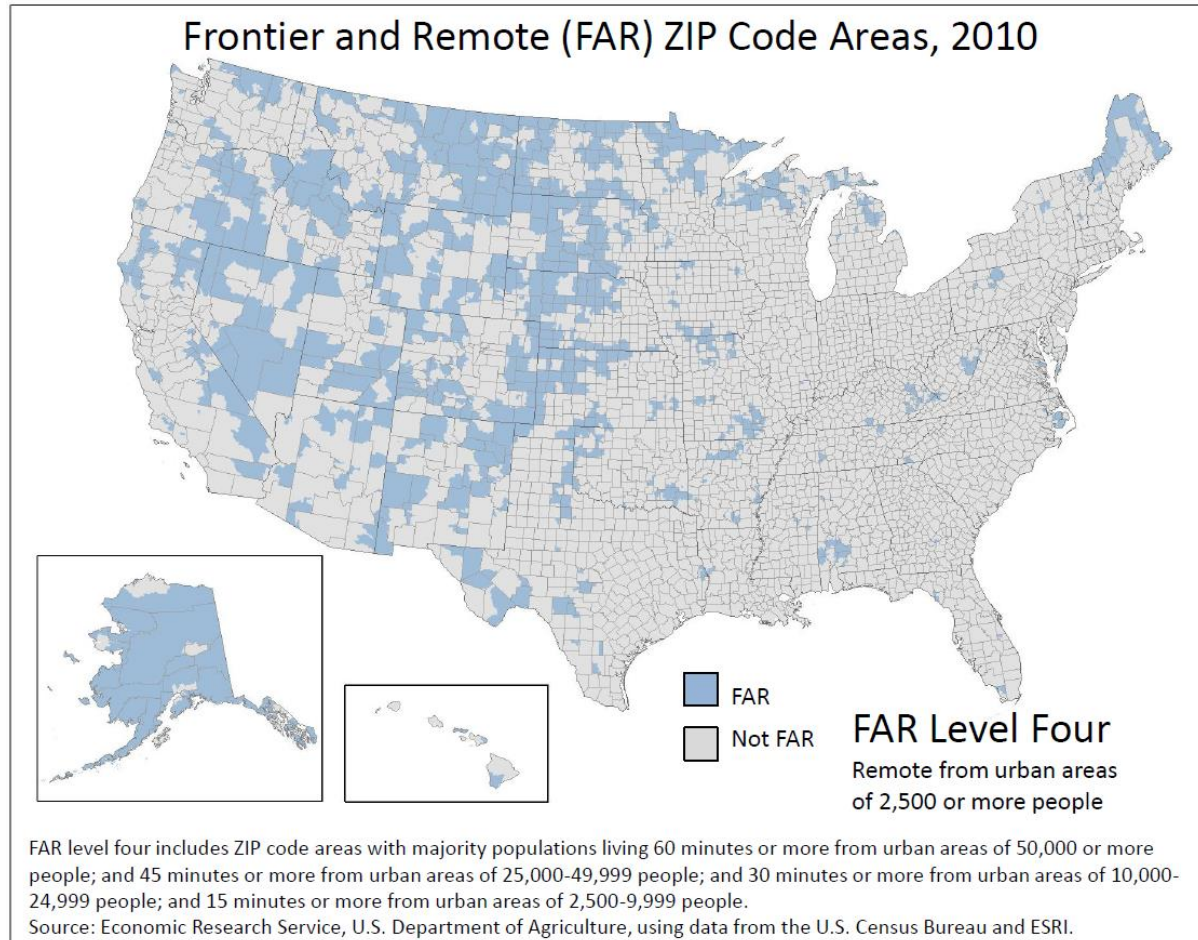 Frontier and Remote (FAR) ZIP Code Areas, 2010
FAR
Not FAR
FAR Level Four
Remote from urban areas
of 2,500 or more people
FAR level four includes ZIP code areas with majority populations living 60 minutes or more from urban areas of 50,000 or more
people; and 45 minutes or more from urban areas of 25,000-49,999 people; and 30 minutes or more from urban areas of 10,000-
24,999 people; and 15 minutes or more from urban areas of 2,500-9,999 people.
Source: Economic Research Service, U.S. Department of Agriculture, using data from the U.S. Census Bureau and ESRI.